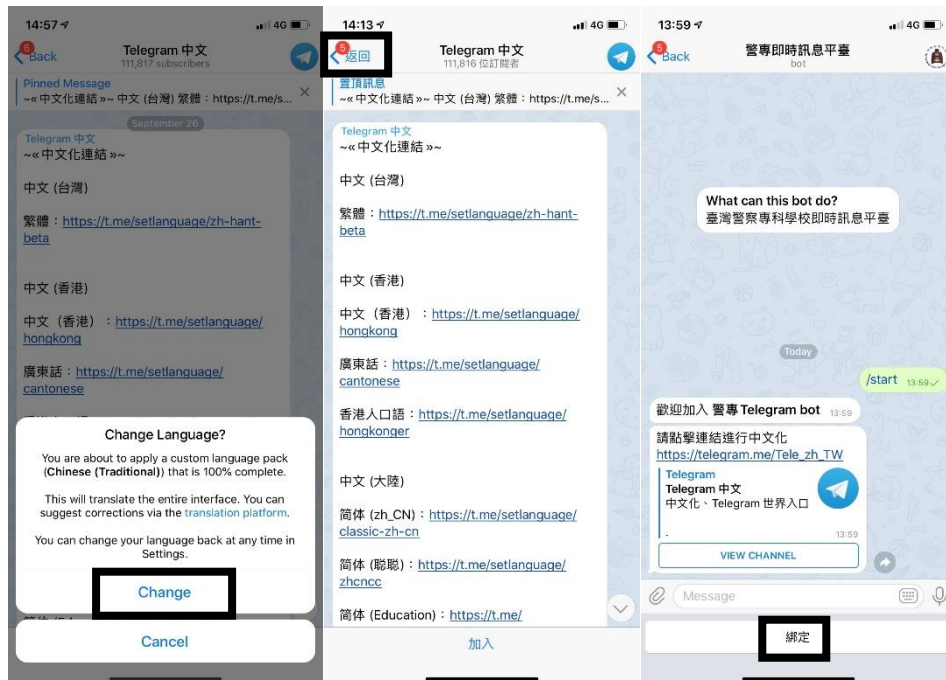 14:57
4G
Back
5
Telegram 中文
111,817 subscribers
Pinned Message
~«中文化連結»~ 中文 (台灣) 繁體：https://t.me/s...
September 26
Telegram 中文
~«中文化連結»~
中文 (台灣)
繁體：https://t.me/setlanguage/zh-hant-
beta
中文 (香港)
中文（香港）：https://t.me/setlanguage/
hongkong
廣東話：https://t.me/setlanguage/
cantonese
Change Language?
You are about to apply a custom language pack
(Chinese (Traditional)) that is 100% complete.
This will translate the entire interface. You can
suggest corrections via the translation platform.
You can change your language back at any time in
Settings.
Change
Cancel
14:13
4G
5
返回
Telegram 中文
111,816 位訂閱者
置頂訊息
~«中文化連結»~ 中文 (台灣) 繁體：https://t.me/s...
Telegram 中文
~«中文化連結»~
中文 (台灣)
繁體：https://t.me/setlanguage/zh-hant-
beta
中文 (香港)
中文（香港）：https://t.me/setlanguage/
hongkong
廣東話：https://t.me/setlanguage/
cantonese
香港人口語：https://t.me/setlanguage/
hongkonger
中文 (大陸)
简体 (zh_CN)：https://t.me/setlanguage/
classic-zh-cn
简体 (聪聪)：https://t.me/setlanguage/
zhcncc
简体 (Education)：https://t.me/
加入
13:59
4G
5
Back
警專即時訊息平臺
bot
What can this bot do?
臺灣警察專科學校即時訊息平臺
Today
/start 13:59
歡迎加入 警專 Telegram bot 13:59
請點擊連結進行中文化
https://telegram.me/Tele_zh_TW
Telegram
Telegram 中文
中文化、Telegram 世界入口
.
13:59
VIEW CHANNEL
Message
綁定